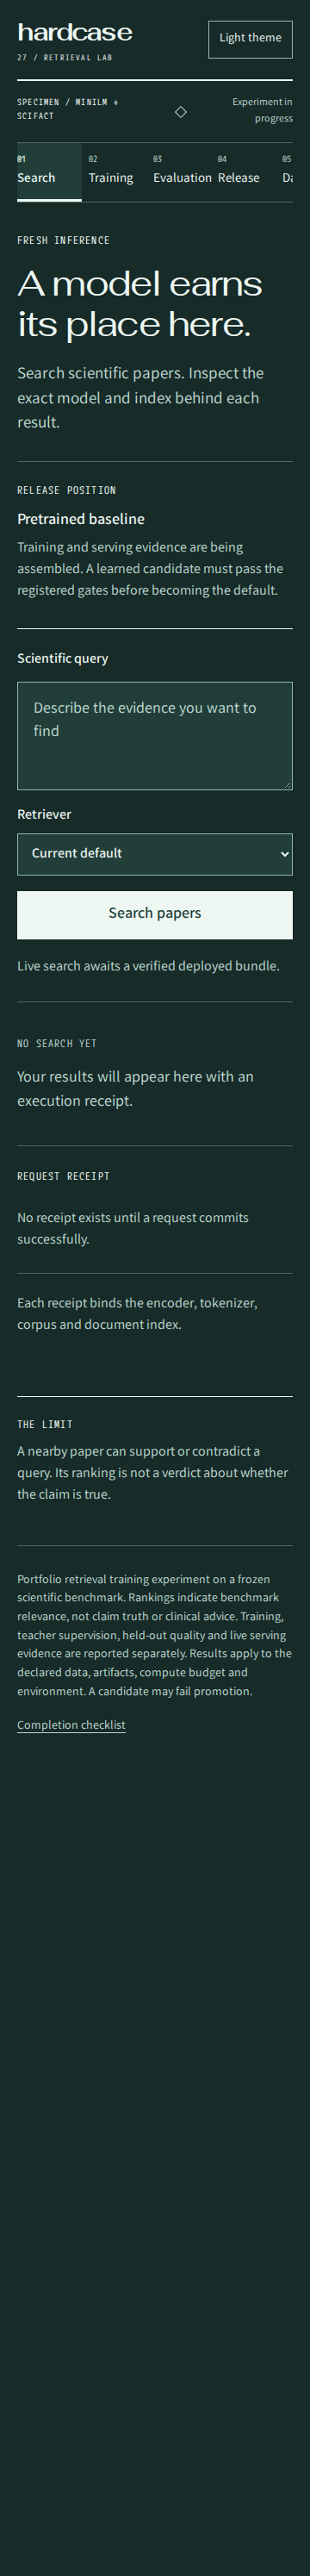 hardcase
27 / RETRIEVAL LAB
Light theme
SPECIMEN / MINILM +
SCIFACT
Experiment in
progress
01
Search
02
Training
03
Evaluation
04
Release
05
FRESH INFERENCE
A model earns
its place here.
Search scientific papers. Inspect the
exact model and index behind each
result.
RELEASE POSITION
Pretrained baseline
Training and serving evidence are being
assembled. A learned candidate must pass the
registered gates before becoming the default.
Scientific query
Describe the evidence you want to
find
Retriever
Current default
Search papers
Live search awaits a verified deployed bundle.
NO SEARCH YET
Your results will appear here with an
execution receipt.
REQUEST RECEIPT
No receipt exists until a request commits
successfully.
Each receipt binds the encoder, tokenizer,
corpus and document index.
THE LIMIT
A nearby paper can support or contradict a
query. Its ranking is not a verdict about whether
the claim is true.
Portfolio retrieval training experiment on a frozen
scientific benchmark. Rankings indicate benchmark
relevance, not claim truth or clinical advice. Training,
teacher supervision, held-out quality and live serving
evidence are reported separately. Results apply to the
declared data, artifacts, compute budget and
environment. A candidate may fail promotion.
Completion checklist